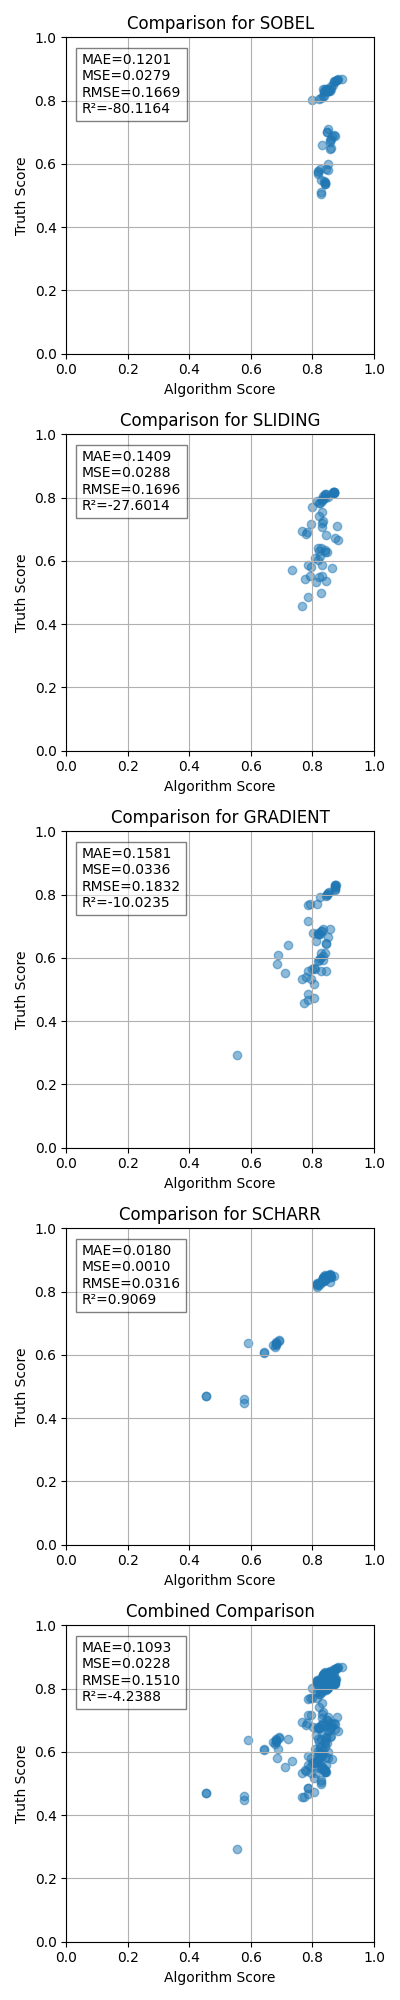 Comparison for SOBEL
MAE=0.1201
MSE=0.0279
RMSE=0.1669
R²=-80.1164
1.0
0.8
0.6
0.4
0.2
0.0
Truth Score
0.0 0.2 0.4 0.6 0.8 1.0
Algorithm Score
Comparison for SLIDING
MAE=0.1409
MSE=0.0288
RMSE=0.1696
R²=-27.6014
1.0
0.8
0.6
0.4
0.2
0.0
Truth Score
0.0 0.2 0.4 0.6 0.8 1.0
Algorithm Score
Comparison for GRADIENT
MAE=0.1581
MSE=0.0336
RMSE=0.1832
R²=-10.0235
1.0
0.8
0.6
0.4
0.2
0.0
Truth Score
0.0 0.2 0.4 0.6 0.8 1.0
Algorithm Score
Comparison for SCHARR
MAE=0.0180
MSE=0.0010
RMSE=0.0316
R²=0.9069
1.0
0.8
0.6
0.4
0.2
0.0
Truth Score
0.0 0.2 0.4 0.6 0.8 1.0
Algorithm Score
Combined Comparison
MAE=0.1093
MSE=0.0228
RMSE=0.1510
R²=-4.2388
1.0
0.8
0.6
0.4
0.2
0.0
Truth Score
0.0 0.2 0.4 0.6 0.8 1.0
Algorithm Score